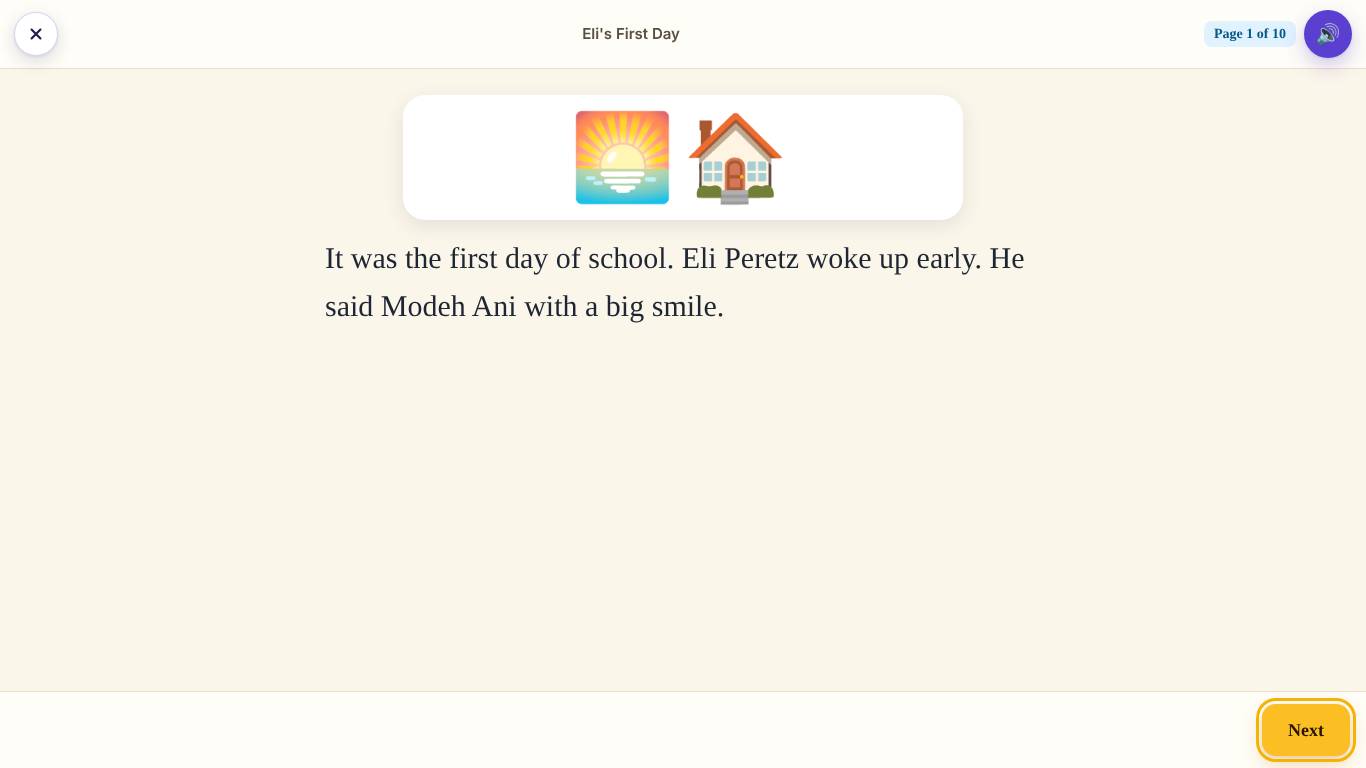 Eli's First Day
Page 1 of 10
It was the first day of school. Eli Peretz woke up early. He
said Modeh Ani with a big smile.
Next